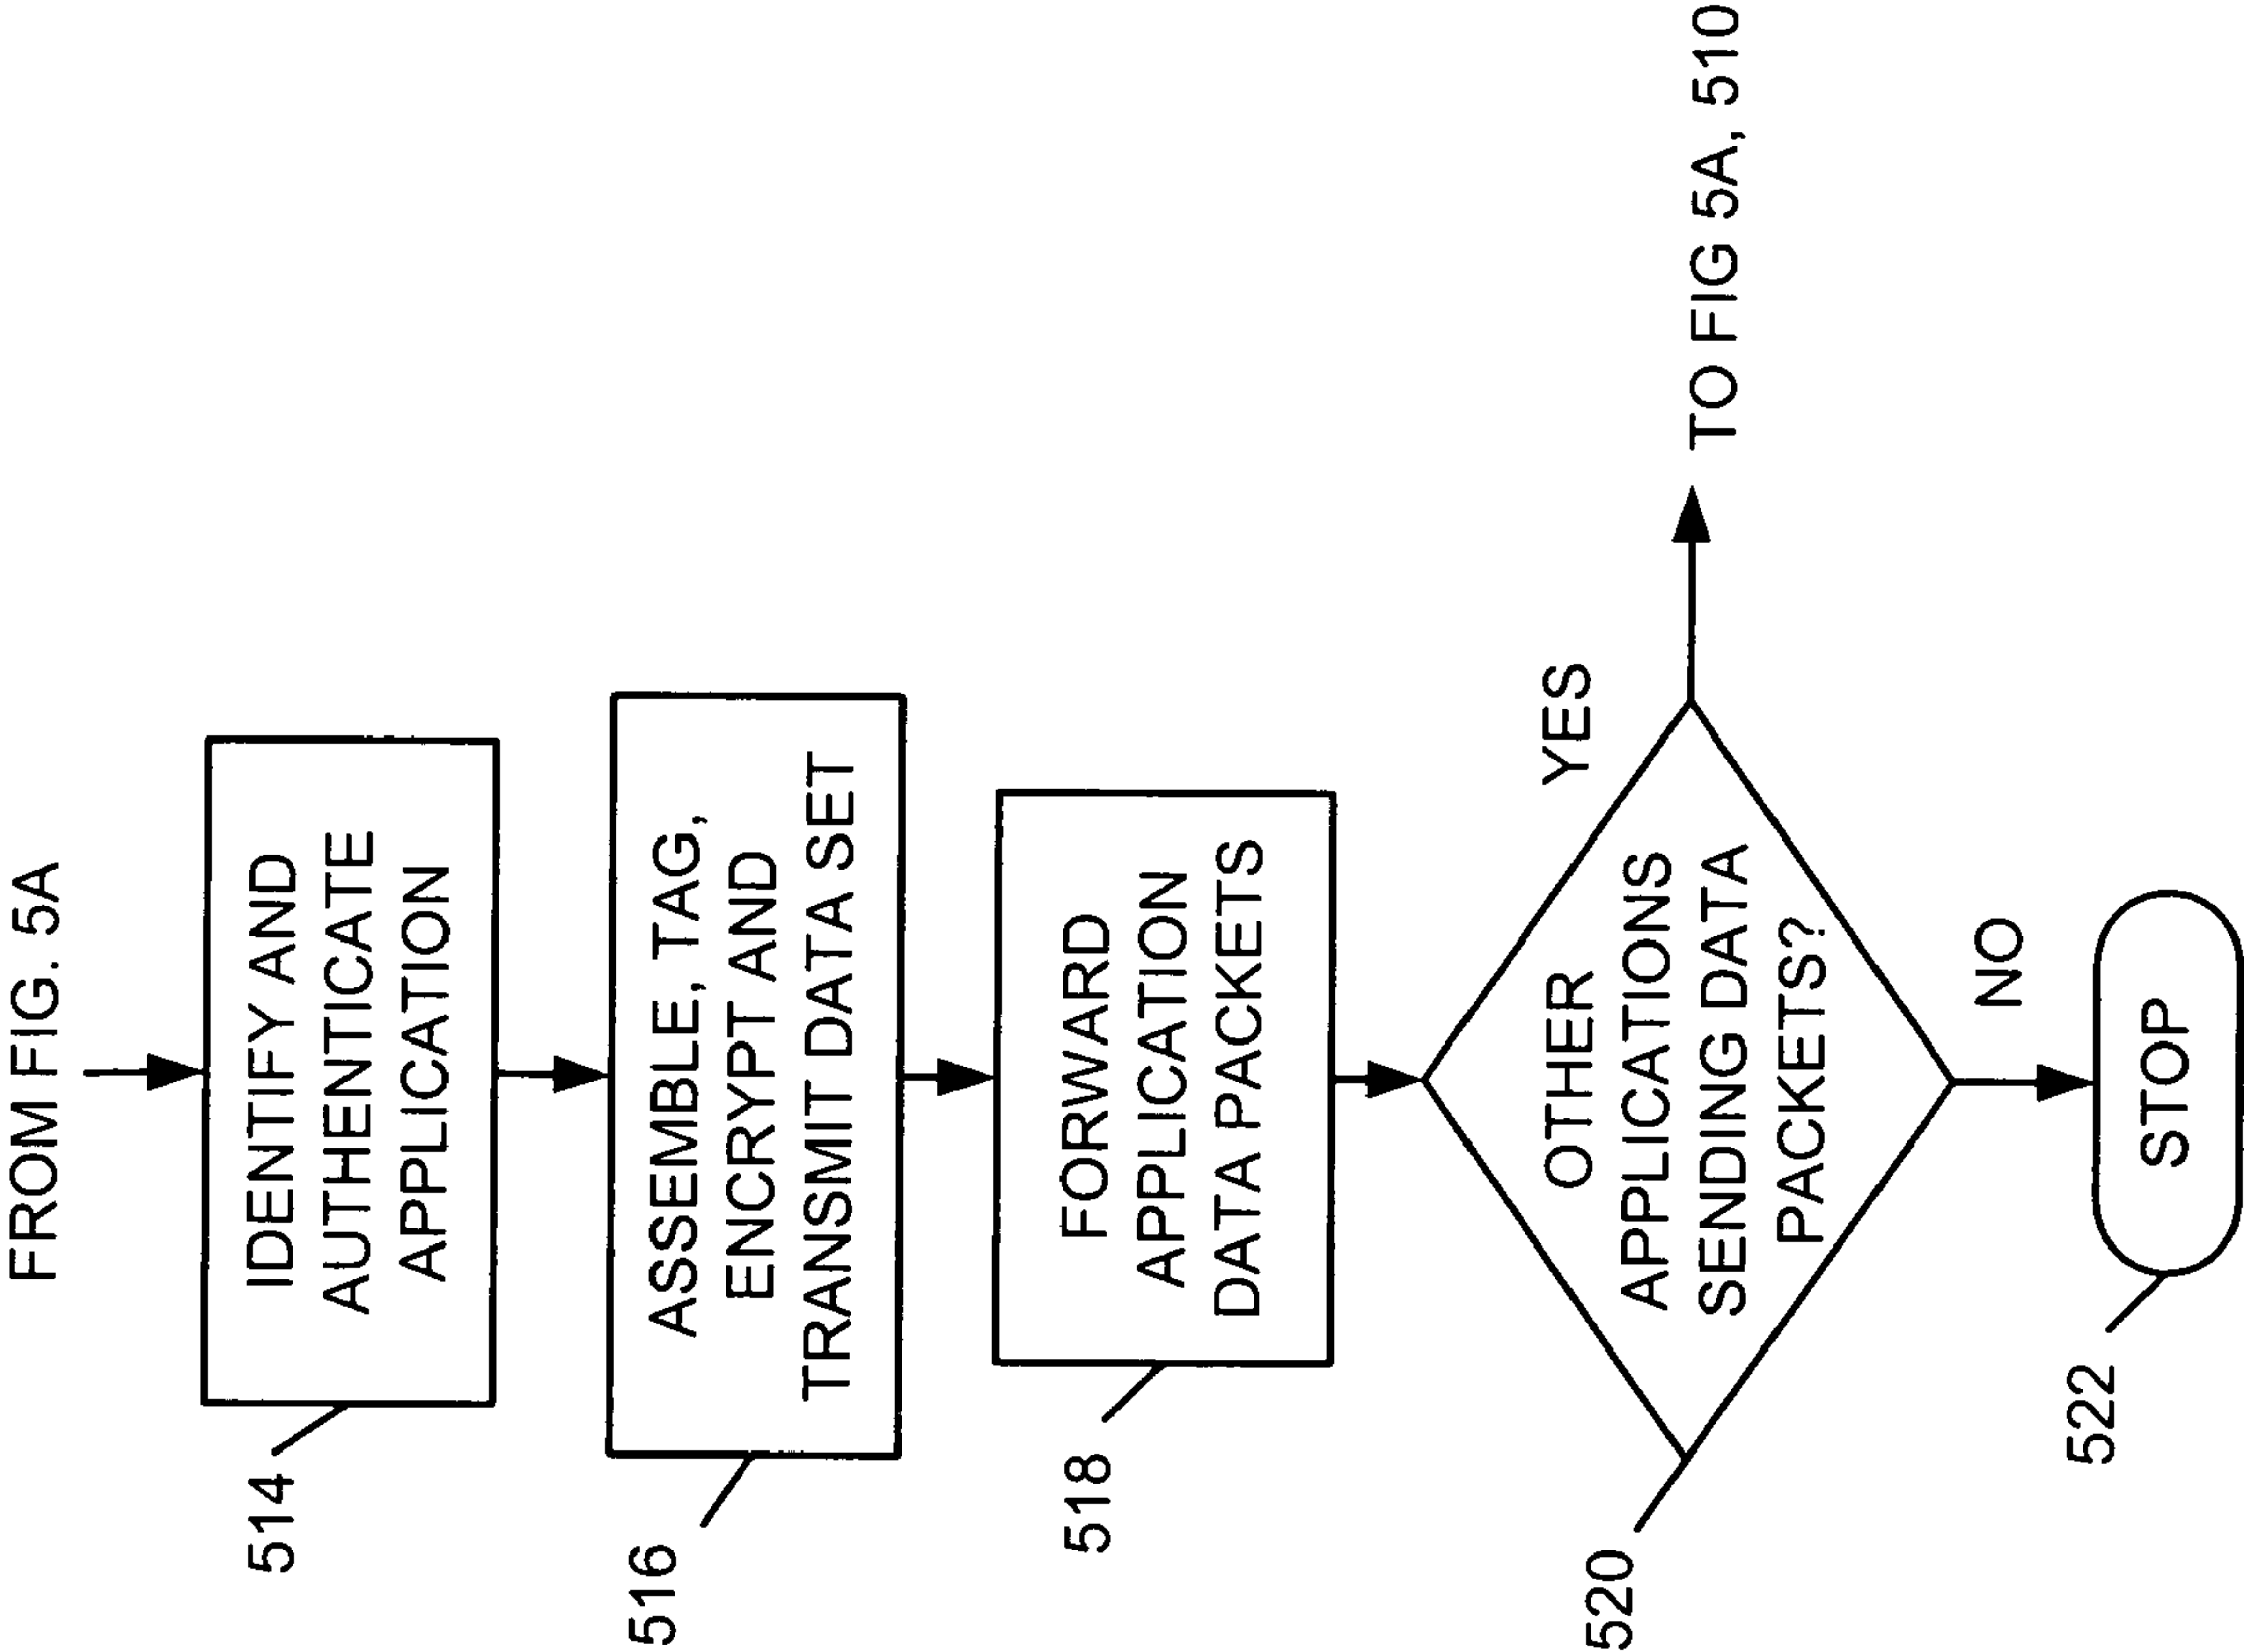 FROM FIG. 5A
514
IDENTIFY AND
AUTHENTICATE
APPLICATION
516
ASSEMBLE, TAG,
ENCRYPT AND
TRANSMIT DATA SET
518
FORWARD
APPLICATION
DATA PACKETS
520
OTHER
APPLICATIONS
SENDING DATA
PACKETS?
YES
TO FIG 5A, 510
NO
522
STOP